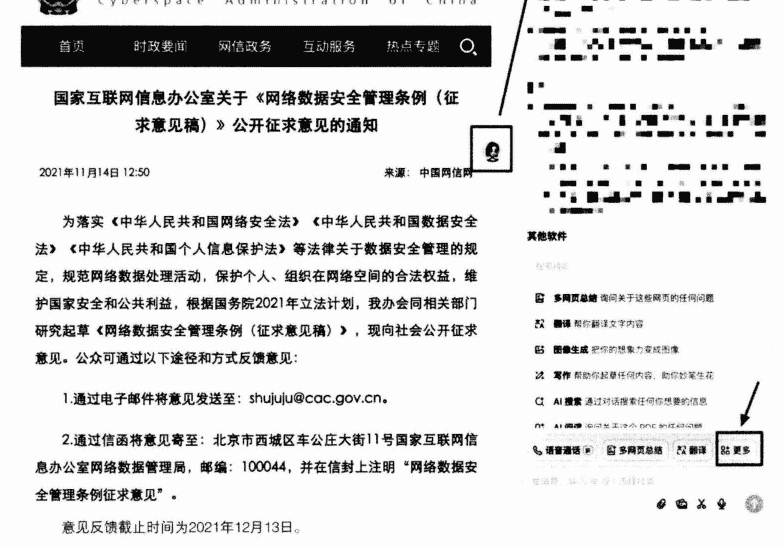 Cyberspace Administration of China
首页 时政要闻 网信政务 互动服务 热点专题
国家互联网信息办公室关于《网络数据安全管理条例（征
求意见稿）》公开征求意见的通知
2021年11月14日 12:50 来源： 中国网信网
为落实《中华人民共和国网络安全法》《中华人民共和国数据安全
法》《中华人民共和国个人信息保护法》等法律关于数据安全管理的规
定，规范网络数据处理活动，保护个人、组织在网络空间的合法权益，维
护国家安全和公共利益，根据国务院2021年立法计划，我办会同相关部门
研究起草《网络数据安全管理条例（征求意见稿）》，现向社会公开征求
意见。公众可通过以下途径和方式反馈意见：
1.通过电子邮件将意见发送至：shujuju@cac.gov.cn。
2.通过信函将意见寄至：北京市西城区车公庄大街11号国家互联网信
息办公室网络数据管理局，邮编：100044，并在信封上注明“网络数据安
全管理条例征求意见”。
意见反馈截止时间为2021年12月13日。
其他软件
多网页总结 询问关于这些网页的任何问题
翻译 帮你翻译文字内容
图像生成 把你的想象力变成图像
写作 帮助你起草任何内容，助你妙笔生花
AI 搜索 通过对话搜索任何你想要的信息
AI 阅读 询问关于这个 PDF 的任何问题
语音通话 多网页总结 翻译 更多